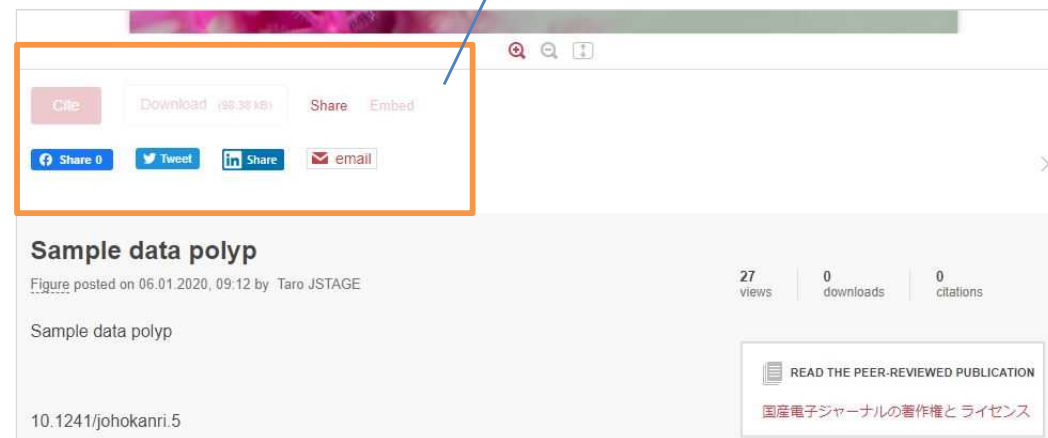 Cite Download (98.38 kB) Share Embed
Share 0 Tweet in Share email
Sample data polyp
Figure posted on 06.01.2020, 09:12 by Taro JSTAGE
27 0 0
views downloads citations
Sample data polyp
READ THE PEER-REVIEWED PUBLICATION
国産電子ジャーナルの著作権と ライセンス
10.1241/johokanri.5